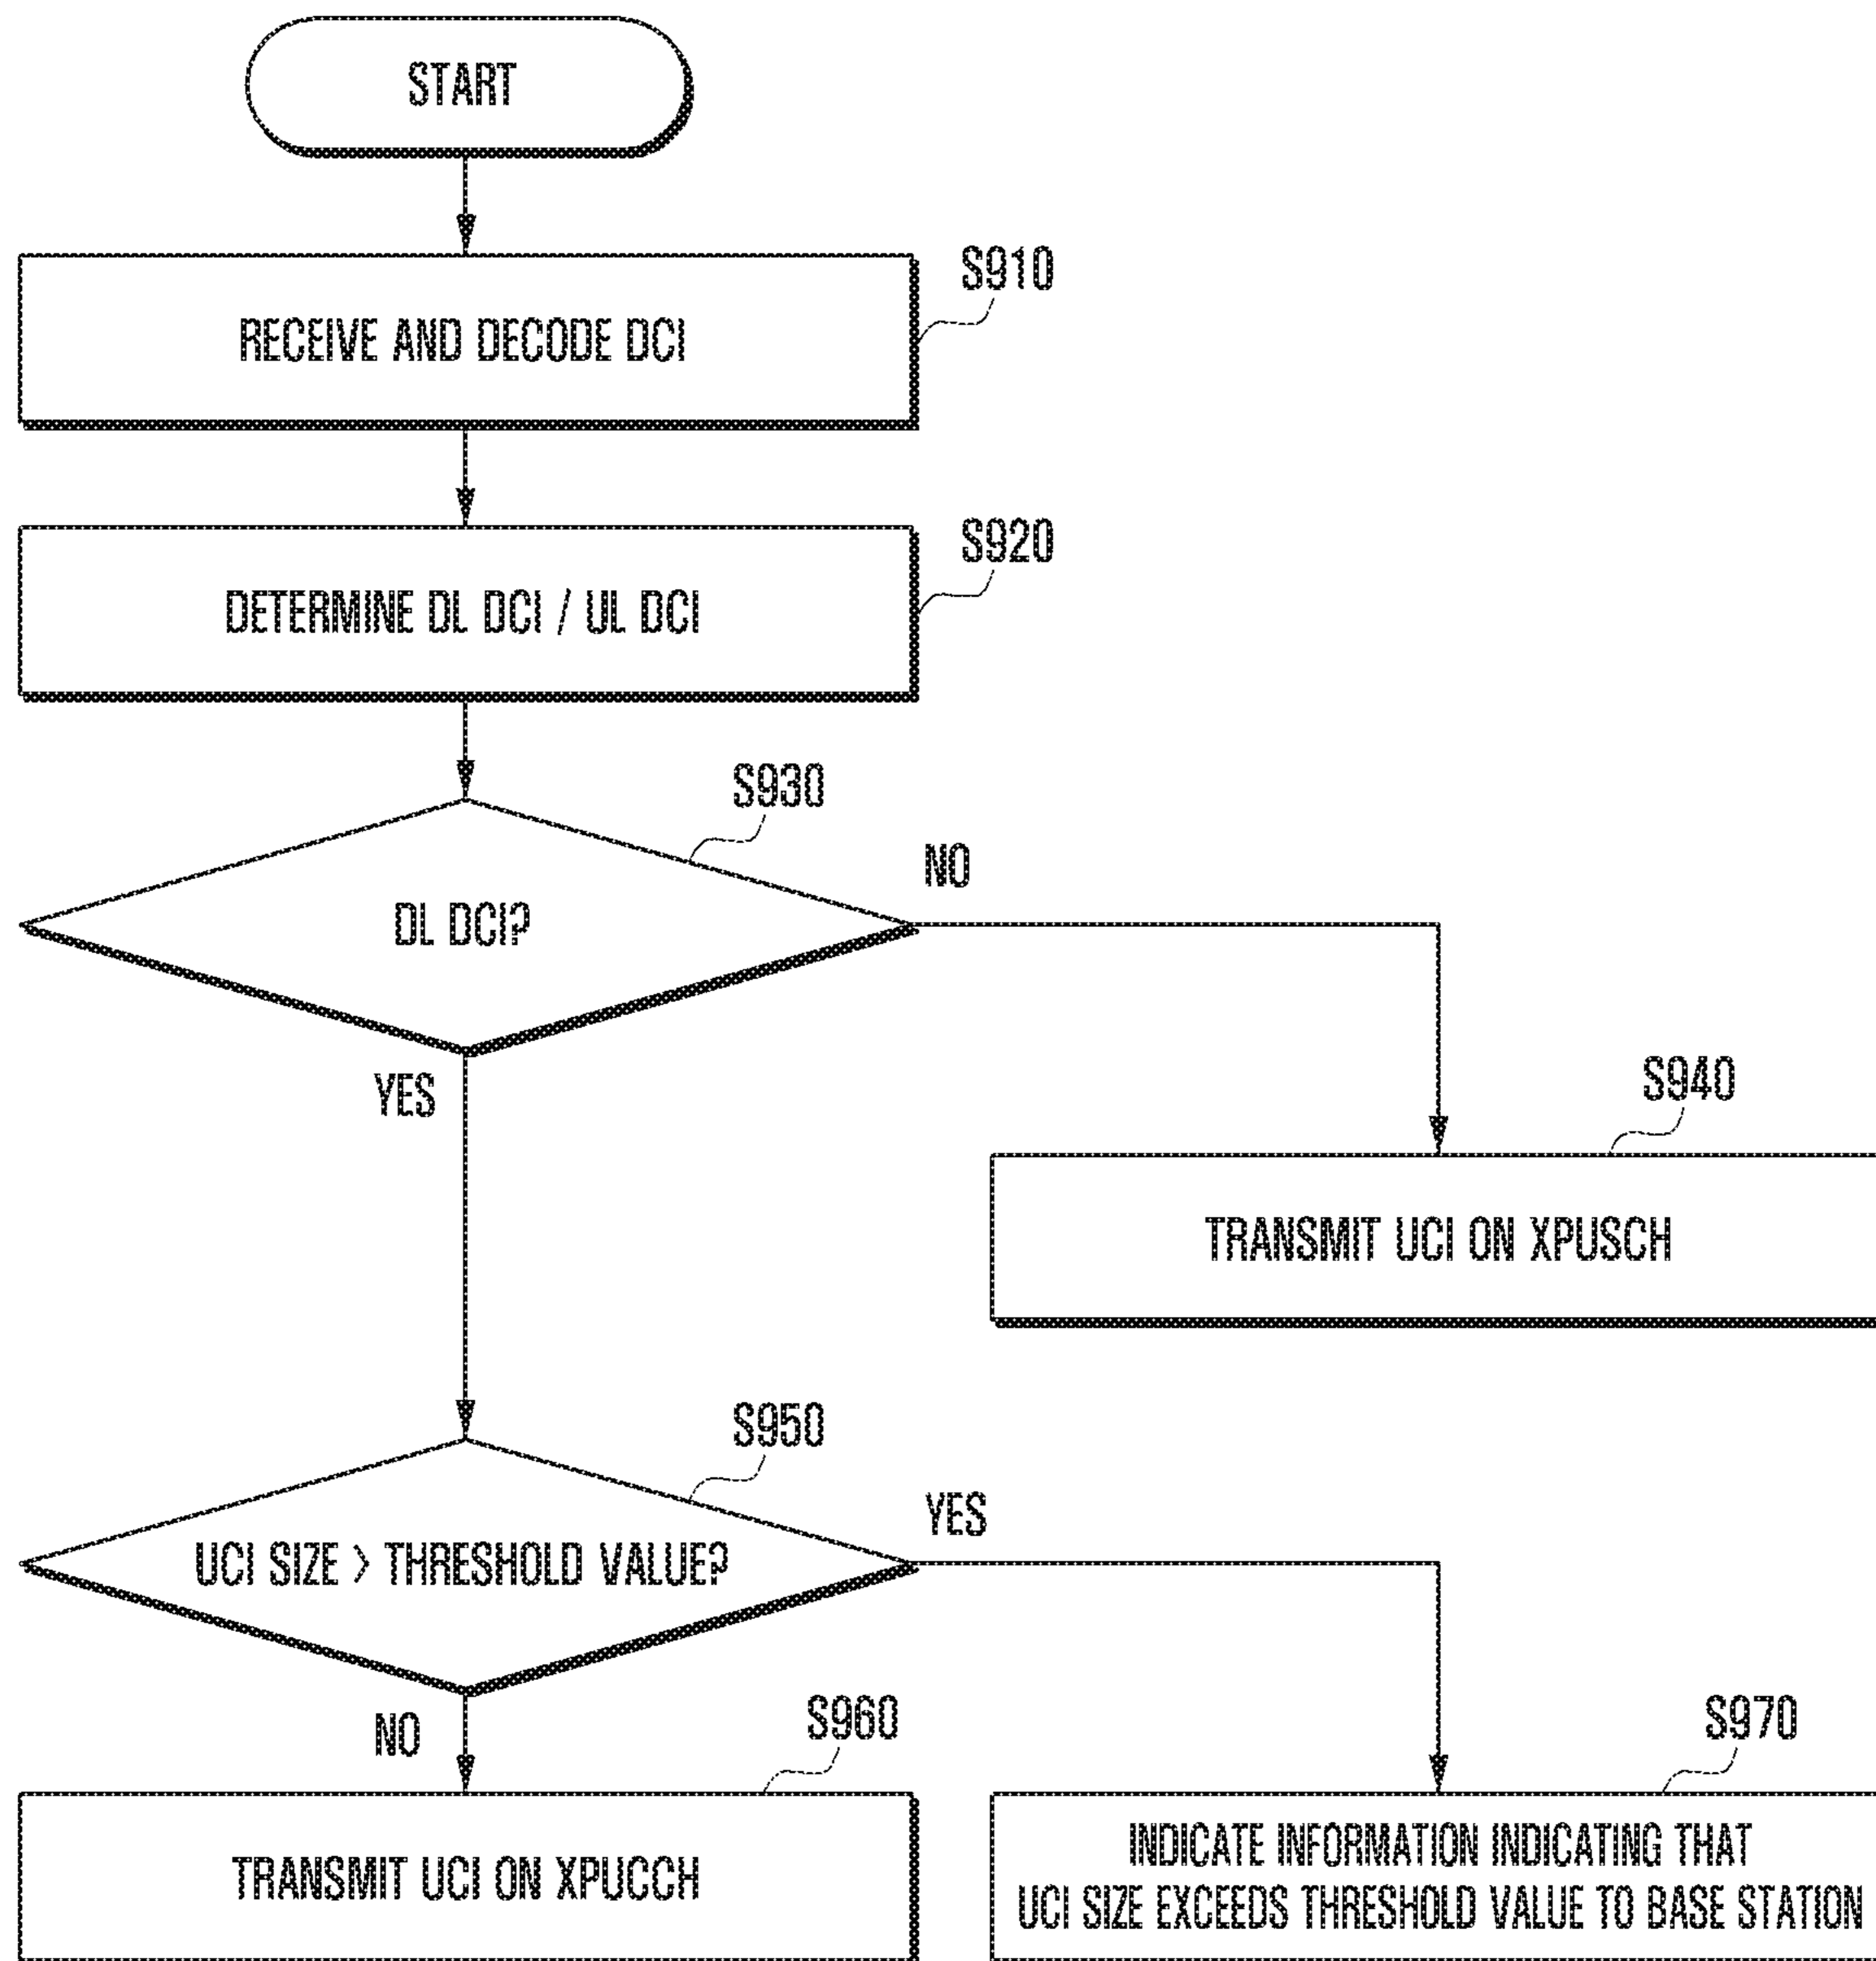 START
S910
RECEIVE AND DECODE DCI
S920
DETERMINE DL DCI / UL DCI
S930
DL DCI?
NO
YES
S940
TRANSMIT UCI ON XPUSCH
S950
UCI SIZE > THRESHOLD VALUE?
YES
NO
S960
TRANSMIT UCI ON XPUCCH
S970
INDICATE INFORMATION INDICATING THAT
UCI SIZE EXCEEDS THRESHOLD VALUE TO BASE STATION